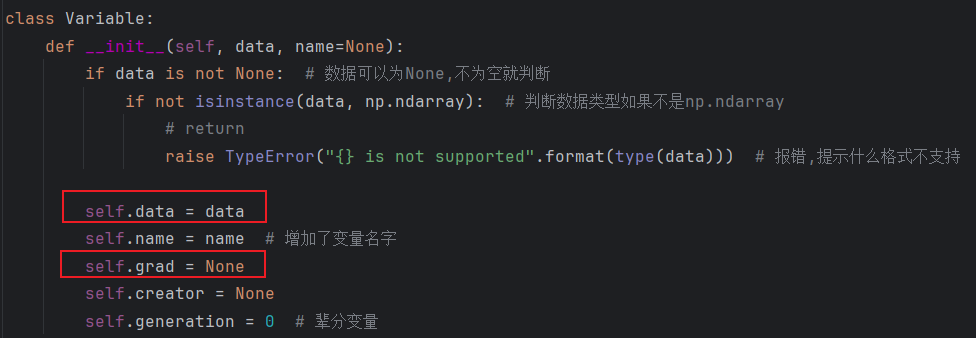 class Variable:
    def __init__(self, data, name=None):
        if data is not None:  # 数据可以为None,不为空就判断
            if not isinstance(data, np.ndarray):  # 判断数据类型如果不是np.ndarray
                # return
                raise TypeError("{} is not supported".format(type(data)))  # 报错,提示什么格式不支持
        self.data = data
        self.name = name  # 增加了变量名字
        self.grad = None
        self.creator = None
        self.generation = 0  # 辈分变量